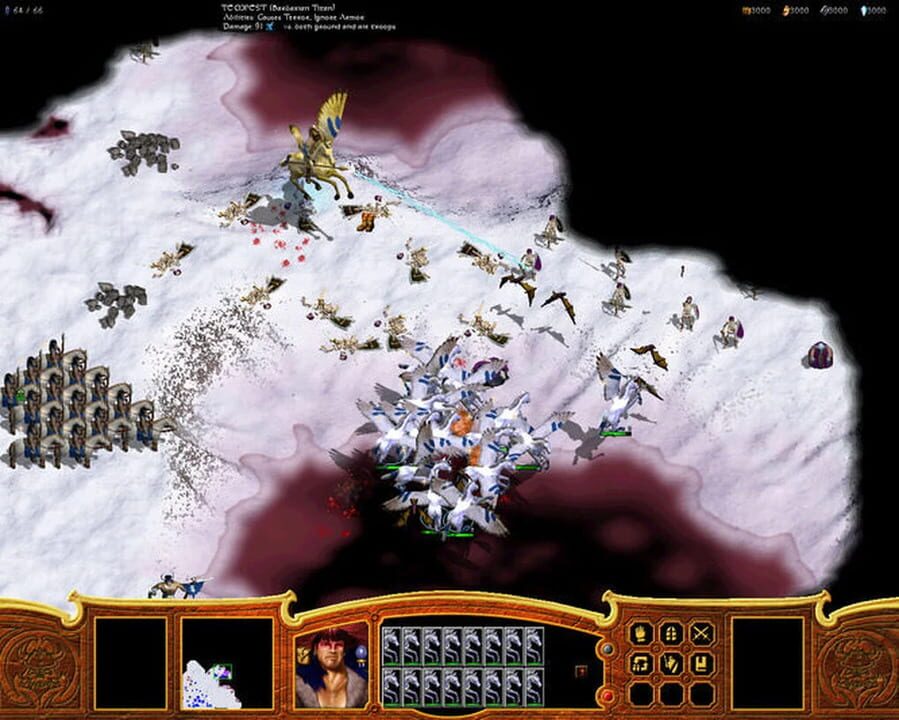 64 / 66
TEMPEST (Barbarian Titan)
Abilities: Causes Terror, Ignore Armor
Damage: 91 vs. both ground and air troops
3000 3000 3000 3000